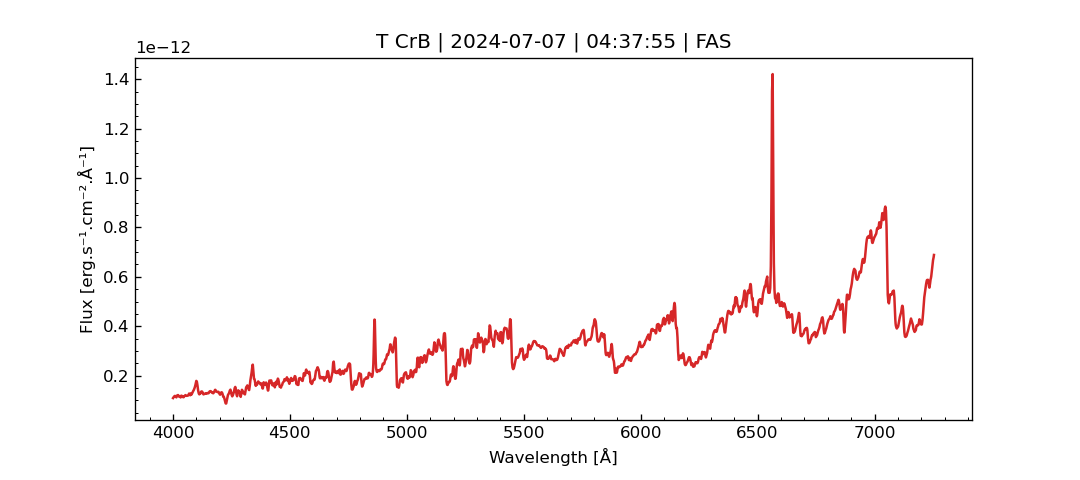 T CrB | 2024-07-07 | 04:37:55 | FAS
1e−12
1.4
1.2
1.0
0.8
0.6
0.4
0.2
Flux [erg.s⁻¹.cm⁻².Å⁻¹]
4000 4500 5000 5500 6000 6500 7000
Wavelength [Å]